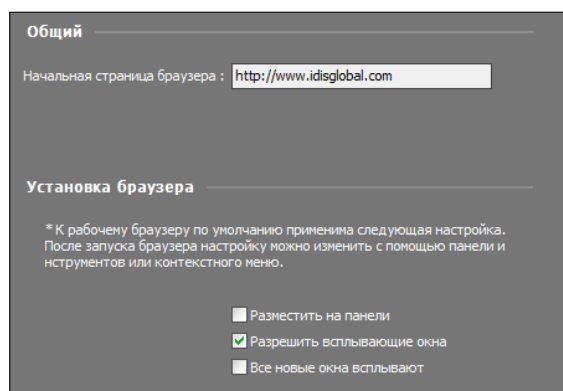 Общий
Начальная страница браузера : http://www.idisglobal.com
Установка браузера
* К рабочему браузеру по умолчанию применима следующая настройка.
После запуска браузера настройку можно изменить с помощью панели и
нструментов или контекстного меню.
Разместить на панели
Разрешить всплывающие окна
Все новые окна всплывают